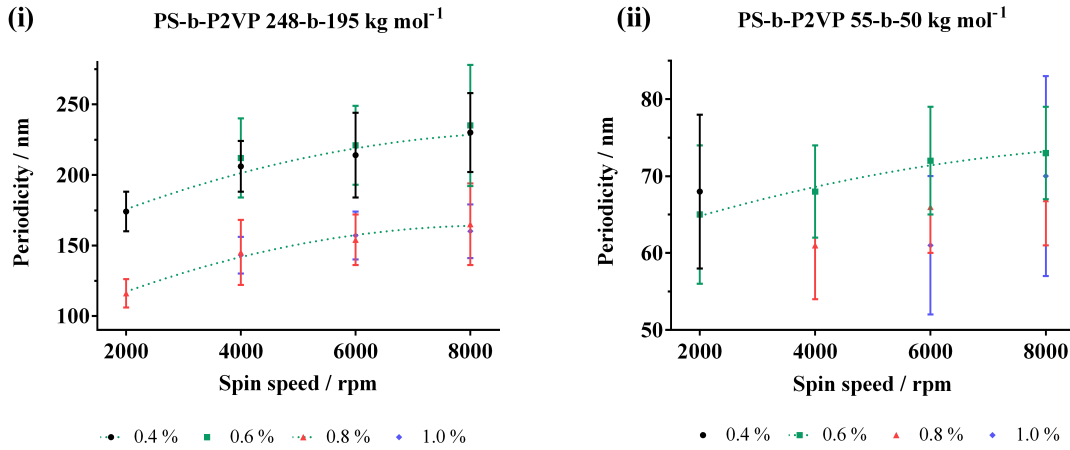 (i)
PS-b-P2VP 248-b-195 kg mol⁻¹
Periodicity / nm
250
200
150
100
2000 4000 6000 8000
Spin speed / rpm
0.4 % 0.6 % 0.8 % 1.0 %
(ii)
PS-b-P2VP 55-b-50 kg mol⁻¹
Periodicity / nm
80
70
60
50
2000 4000 6000 8000
Spin speed / rpm
0.4 % 0.6 % 0.8 % 1.0 %